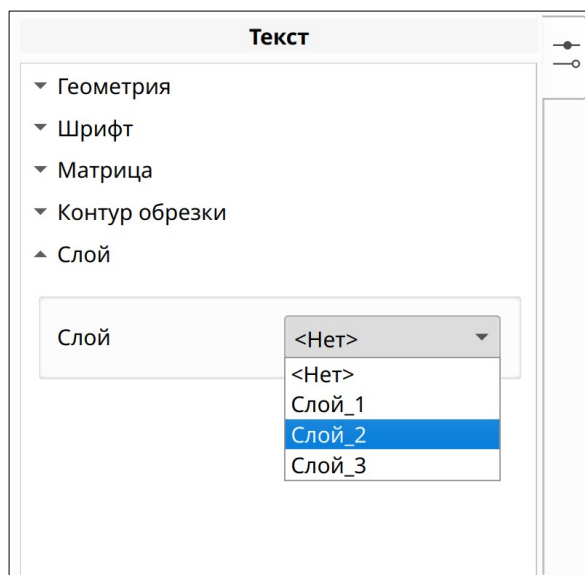 Текст
Геометрия
Шрифт
Матрица
Контур обрезки
Слой
Слой <Нет>
<Нет>
Слой_1
Слой_2
Слой_3